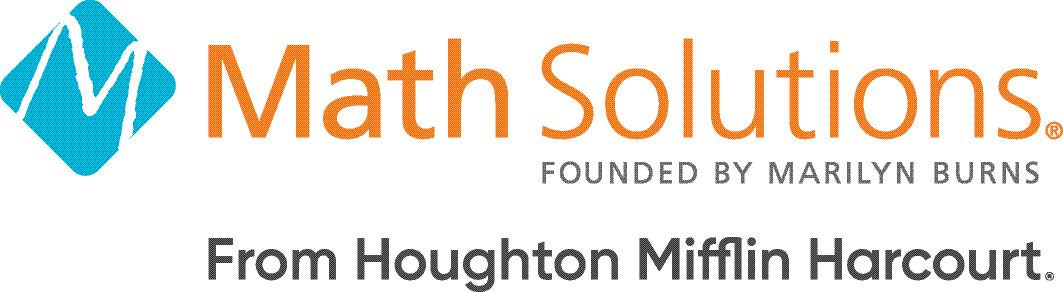 Math Solutions.®
FOUNDED BY MARILYN BURNS
From Houghton Mifflin Harcourt®